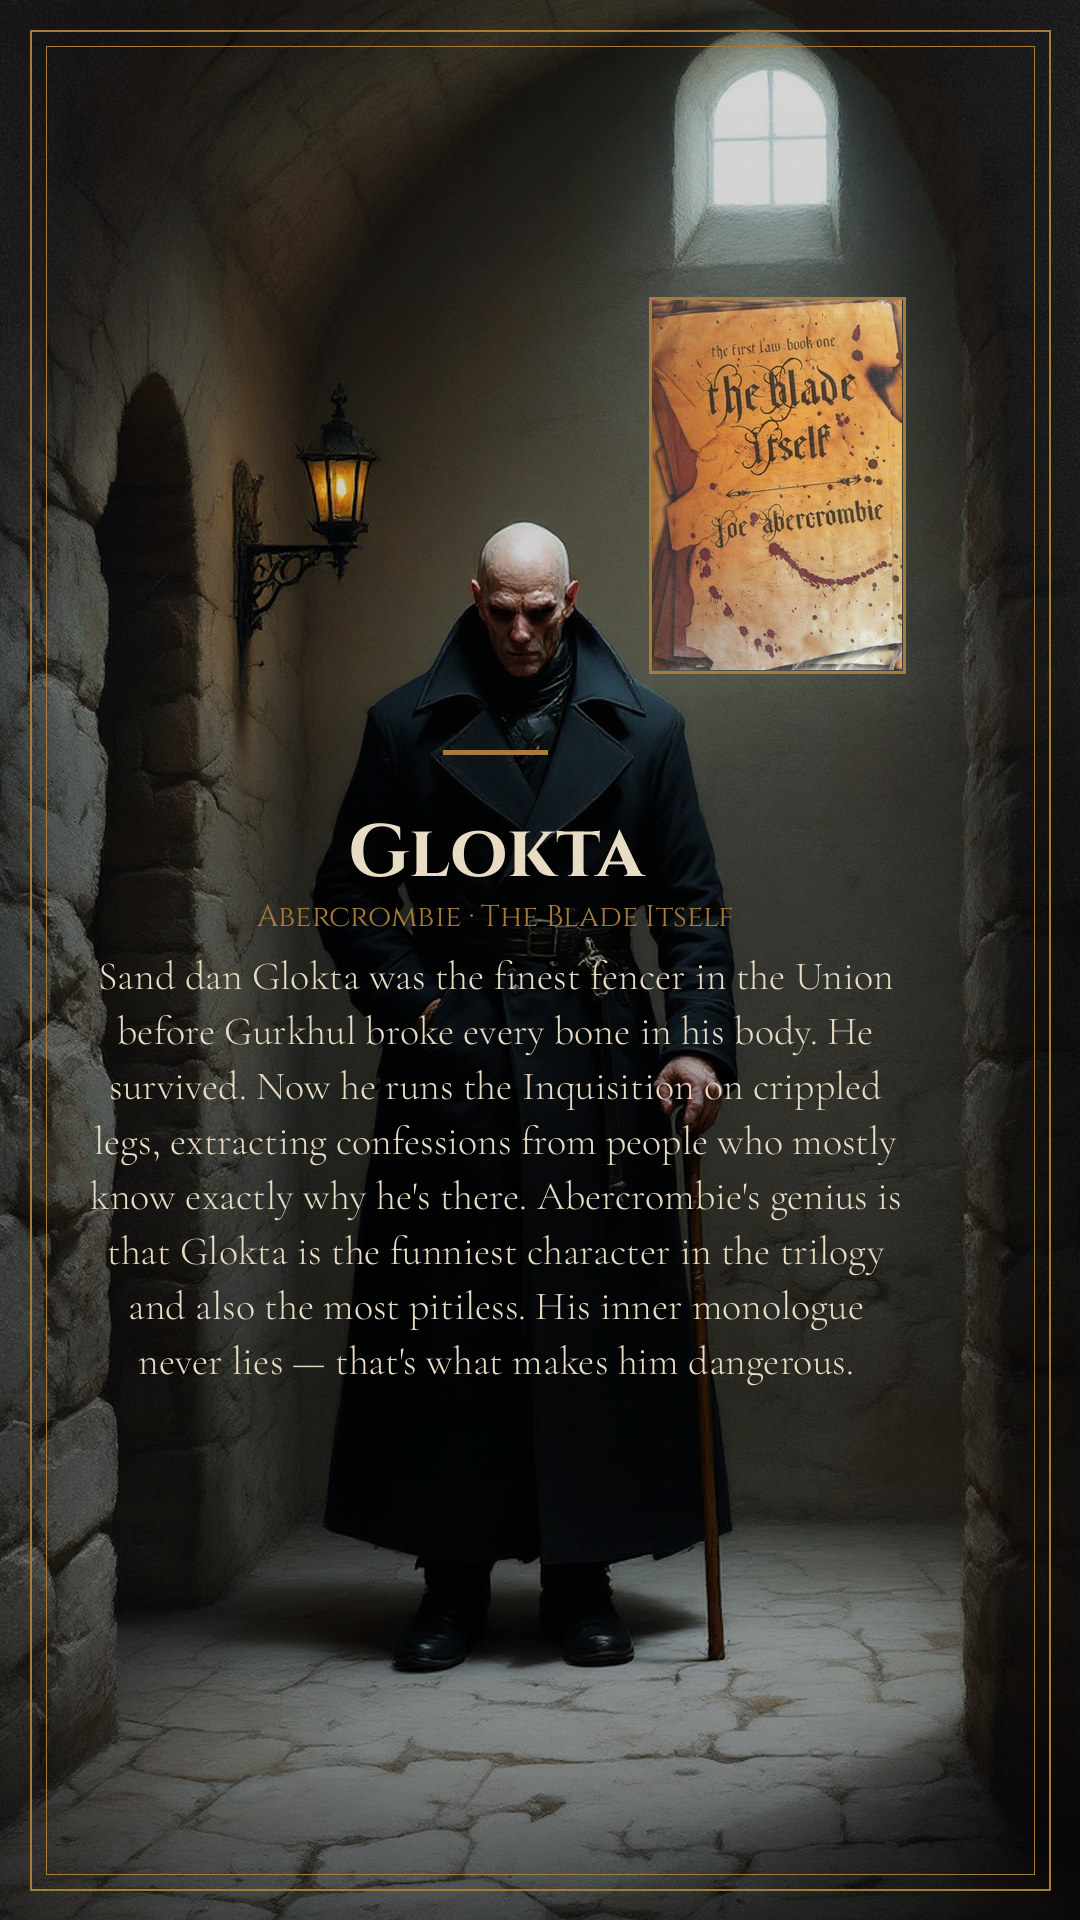 the first law : book one
the blade
itself
joe abercrombie
Glokta
Abercrombie · The Blade Itself
Sand dan Glokta was the finest fencer in the Union
before Gurkhul broke every bone in his body. He
survived. Now he runs the Inquisition on crippled
legs, extracting confessions from people who mostly
know exactly why he's there. Abercrombie's genius is
that Glokta is the funniest character in the trilogy
and also the most pitiless. His inner monologue
never lies — that's what makes him dangerous.